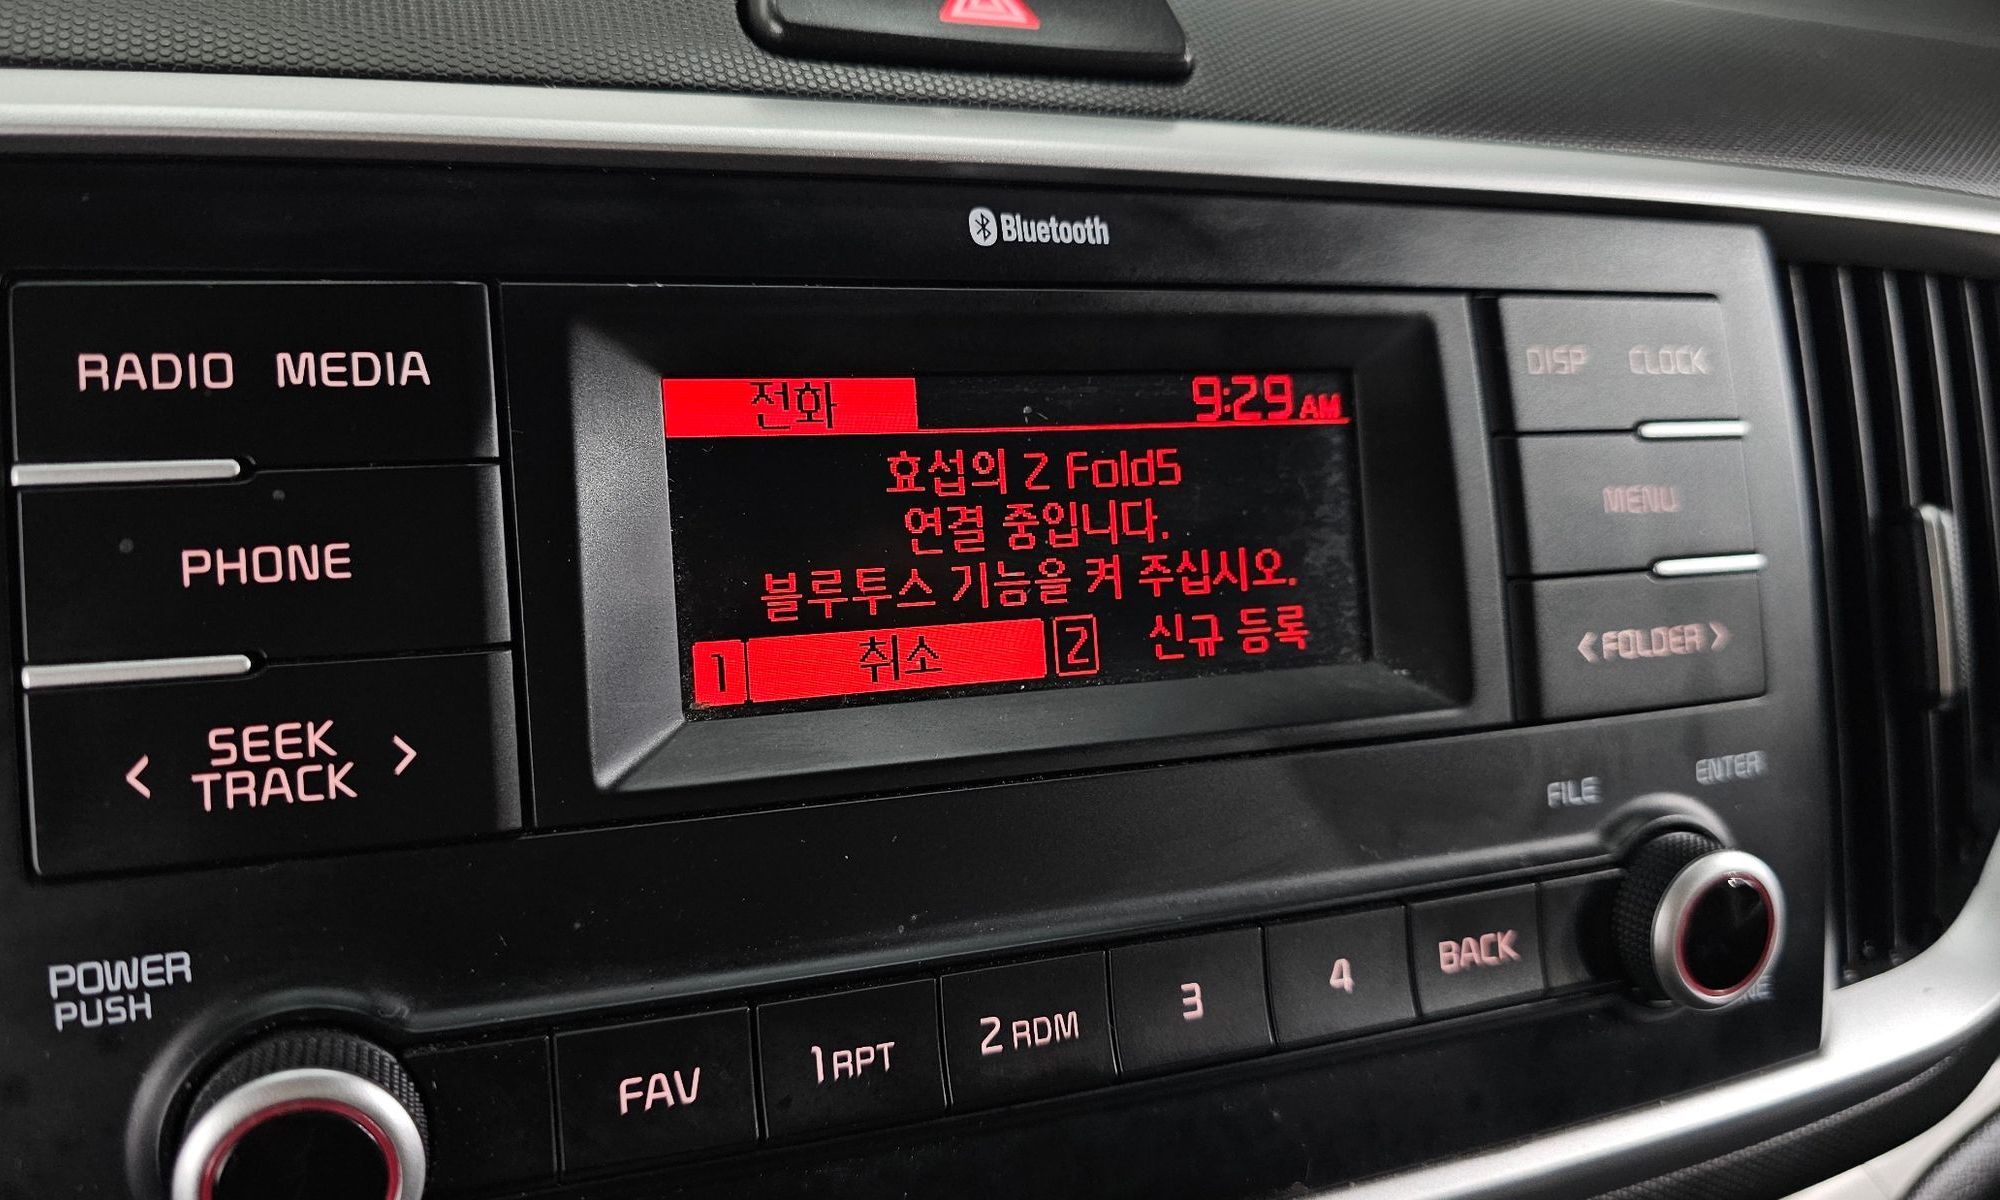 Bluetooth
RADIO MEDIA
PHONE
< SEEK TRACK >
전화 9:29 AM
효섭의 Z Fold5
연결 중입니다.
블루투스 기능을 켜 주십시오.
1 취소 2 신규 등록
DISP CLOCK
MENU
< FOLDER >
FILE
ENTER
POWER
PUSH
FAV
1 RPT
2 RDM
3
4
BACK